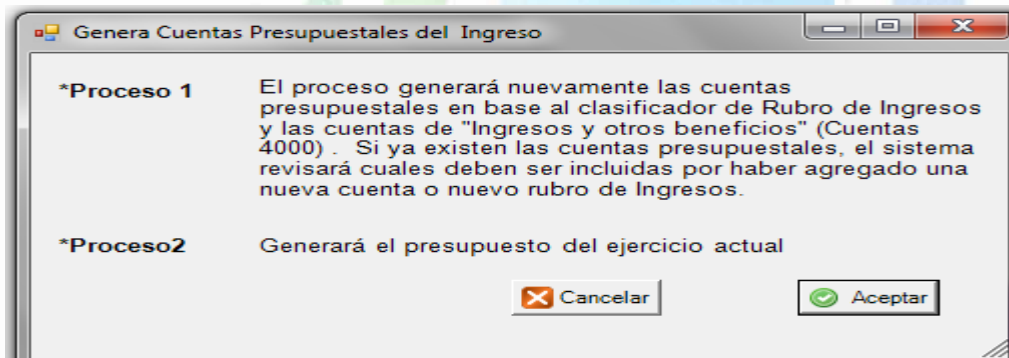 Genera Cuentas Presupuestales del Ingreso
*Proceso 1
El proceso generará nuevamente las cuentas
presupuestales en base al clasificador de Rubro de Ingresos
y las cuentas de "Ingresos y otros beneficios" (Cuentas
4000) . Si ya existen las cuentas presupuestales, el sistema
revisará cuales deben ser incluidas por haber agregado una
nueva cuenta o nuevo rubro de Ingresos.
*Proceso2
Generará el presupuesto del ejercicio actual
Cancelar
Aceptar